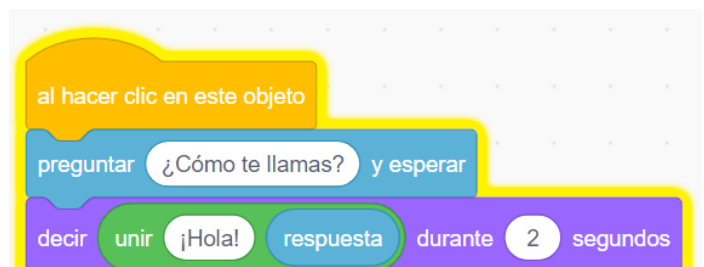 al hacer clic en este objeto
preguntar ¿Cómo te llamas? y esperar
decir unir ¡Hola! respuesta durante 2 segundos